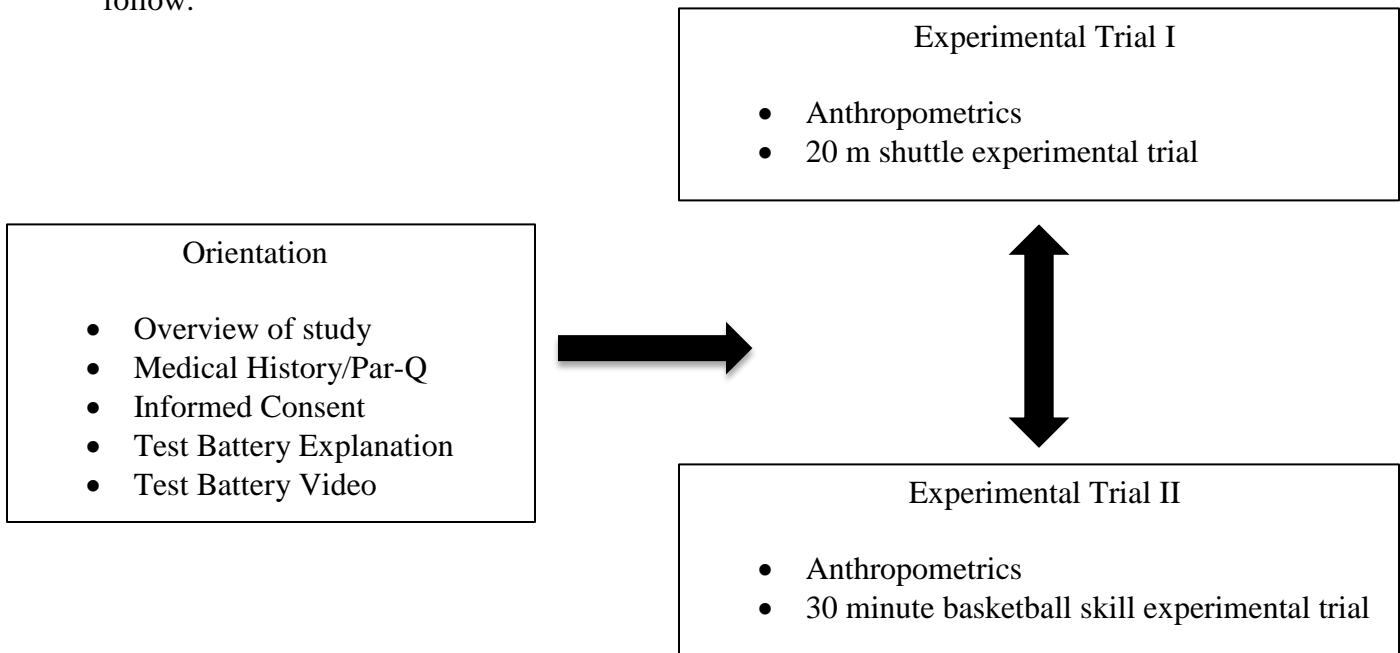 follow.
Experimental Trial I
• Anthropometrics
• 20 m shuttle experimental trial
Orientation
• Overview of study
• Medical History/Par-Q
• Informed Consent
• Test Battery Explanation
• Test Battery Video
Experimental Trial II
• Anthropometrics
• 30 minute basketball skill experimental trial